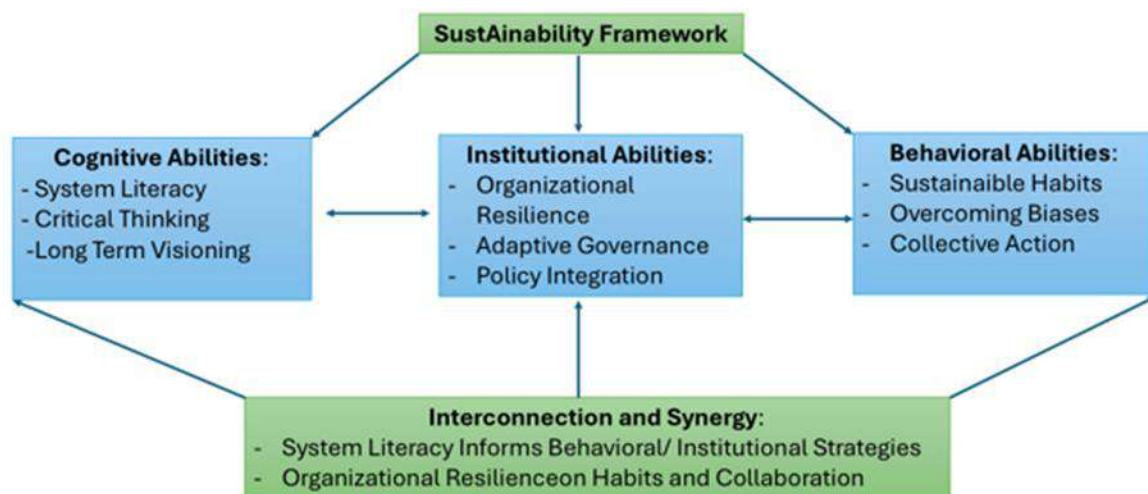 SustAinability Framework
Cognitive Abilities:
- System Literacy
- Critical Thinking
-Long Term Visioning
Institutional Abilities:
- Organizational
Resilience
- Adaptive Governance
- Policy Integration
Behavioral Abilities:
- Sustainaible Habits
- Overcoming Biases
- Collective Action
Interconnection and Synergy:
- System Literacy Informs Behavioral/ Institutional Strategies
- Organizational Resilienceon Habits and Collaboration